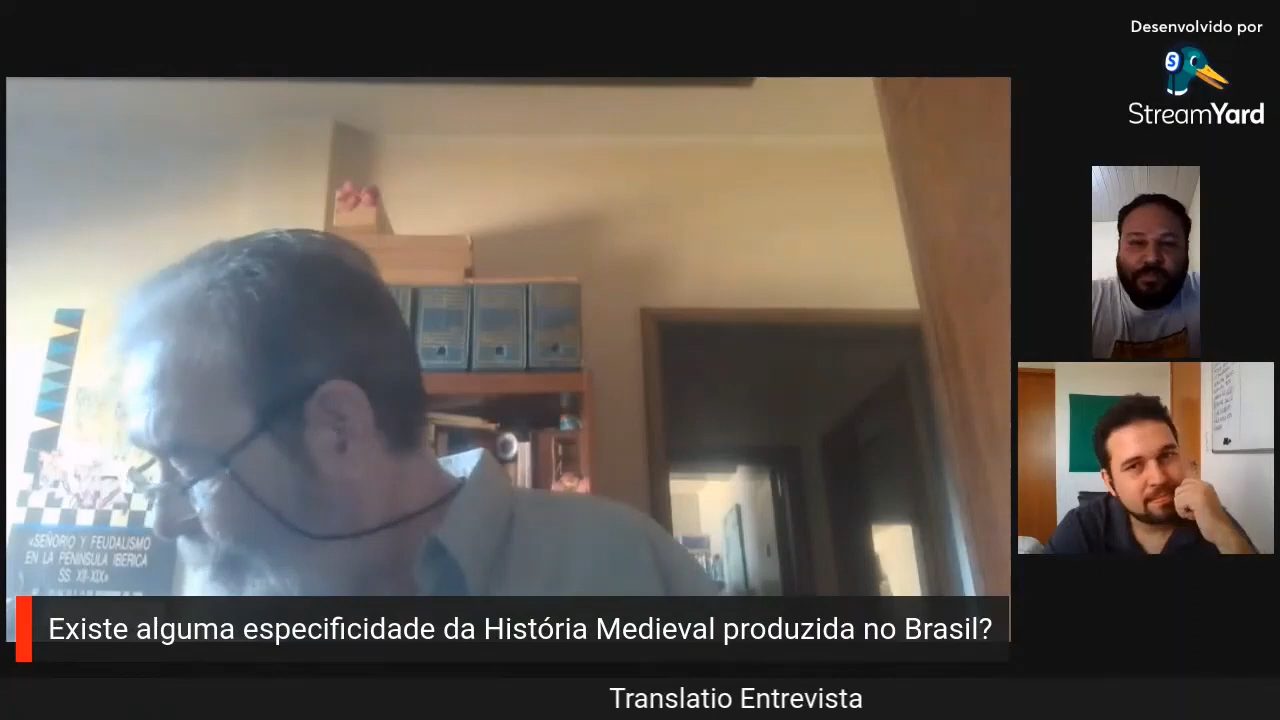 Desenvolvido por
StreamYard
«SEÑORIO Y FEUDALISMO
EN LA PENINSULA IBERICA
SS. XII-XIX»
Existe alguma especificidade da História Medieval produzida no Brasil?
Translatio Entrevista